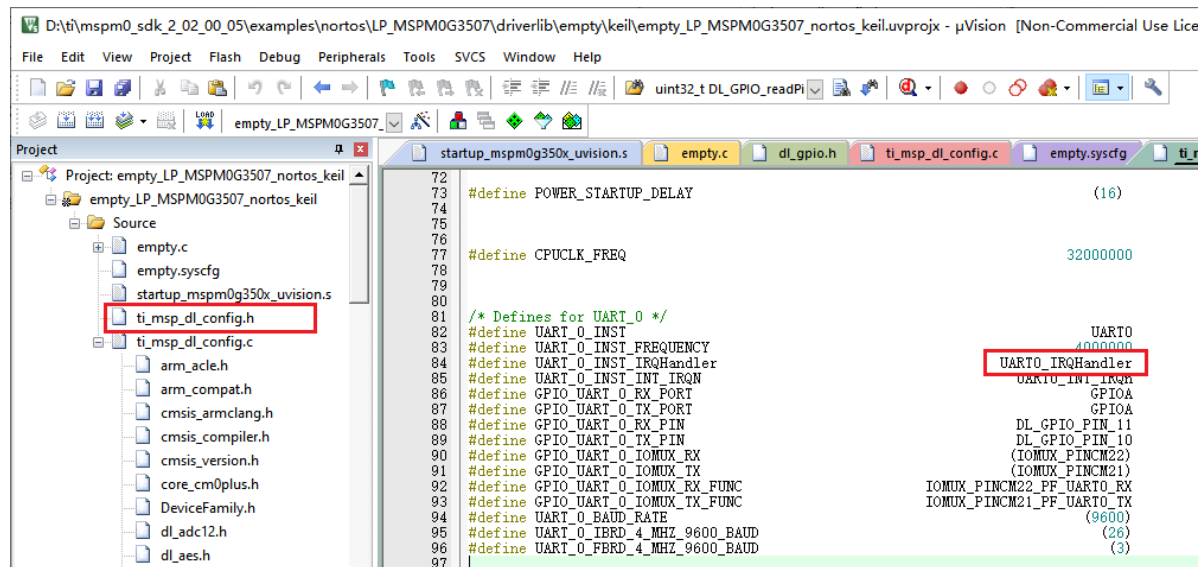 D:\ti\mspm0_sdk_2_02_00_05\examples\nortos\LP_MSPM0G3507\driverlib\empty\keil\empty_LP_MSPM0G3507_nortos_keil.uvprojx - µVision [Non-Commercial Use Lice
File Edit View Project Flash Debug Peripherals Tools SVCS Window Help
uint32_t DL_GPIO_readPi
LOAD
empty_LP_MSPM0G3507_
Project
startup_mspm0g350x_uvision.s empty.c dl_gpio.h ti_msp_dl_config.c empty.syscfg
Project: empty_LP_MSPM0G3507_nortos_keil
empty_LP_MSPM0G3507_nortos_keil
Source
empty.c
empty.syscfg
startup_mspm0g350x_uvision.s
ti_msp_dl_config.h
ti_msp_dl_config.c
arm_acle.h
arm_compat.h
cmsis_armclang.h
cmsis_compiler.h
cmsis_version.h
core_cm0plus.h
DeviceFamily.h
dl_adc12.h
dl_aes.h
72
73 #define POWER_STARTUP_DELAY (16)
74
75
76
77 #define CPUCLK_FREQ 32000000
78
79
80
81 /* Defines for UART_0 */
82 #define UART_0_INST UART0
83 #define UART_0_INST_FREQUENCY 4000000
84 #define UART_0_INST_IRQHandler UART0_IRQHandler
85 #define UART_0_INST_INT_IRQN UART0_INT_IRQn
86 #define GPIO_UART_0_RX_PORT GPIOA
87 #define GPIO_UART_0_TX_PORT GPIOA
88 #define GPIO_UART_0_RX_PIN DL_GPIO_PIN_11
89 #define GPIO_UART_0_TX_PIN DL_GPIO_PIN_10
90 #define GPIO_UART_0_IOMUX_RX (IOMUX_PINCM22)
91 #define GPIO_UART_0_IOMUX_TX (IOMUX_PINCM21)
92 #define GPIO_UART_0_IOMUX_RX_FUNC IOMUX_PINCM22_PF_UART0_RX
93 #define GPIO_UART_0_IOMUX_TX_FUNC IOMUX_PINCM21_PF_UART0_TX
94 #define UART_0_BAUD_RATE (9600)
95 #define UART_0_IBRD_4_MHZ_9600_BAUD (26)
96 #define UART_0_FBRD_4_MHZ_9600_BAUD (3)
97